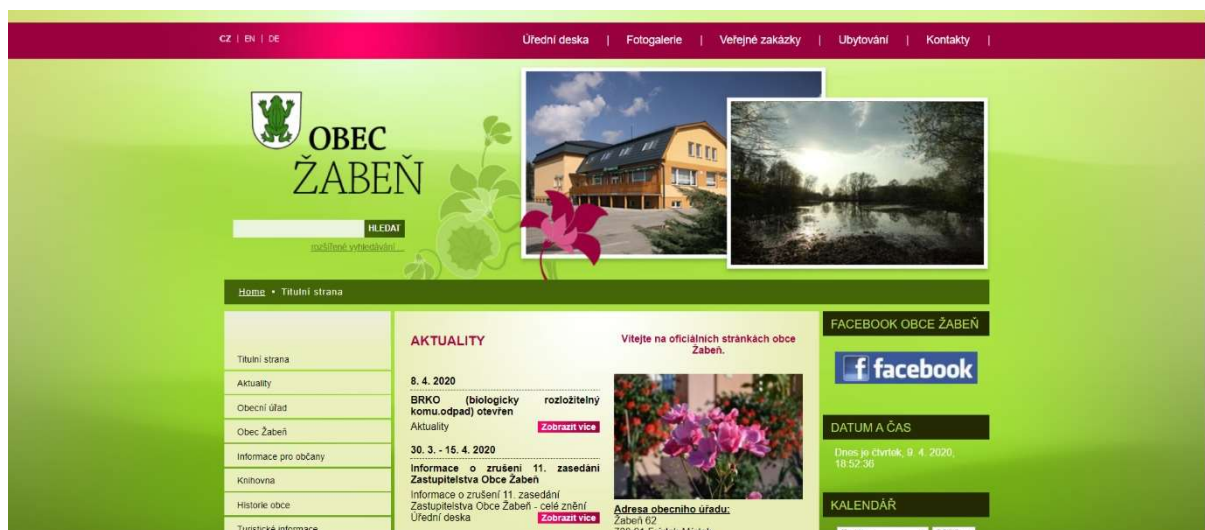 CZ | EN | DE
Úřední deska | Fotogalerie | Veřejné zakázky | Ubytování | Kontakty |
OBEC
ŽABEŇ
HLEDAT
rozšířené vyhledávání ...
Home • Titulní strana
Titulní strana
Aktuality
Obecní úřad
Obec Žabeň
Informace pro občany
Knihovna
Historie obce
Turistické informace
AKTUALITY
8. 4. 2020
BRKO (biologicky rozložitelný
komu.odpad) otevřen
Aktuality
Zobrazit více
30. 3. - 15. 4. 2020
Informace o zrušení 11. zasedání
Zastupitelstva Obce Žabeň
Informace o zrušení 11. zasedání
Zastupitelstva Obce Žabeň - celé znění
Úřední deska
Zobrazit více
Vítejte na oficiálních stránkách obce
Žabeň.
Adresa obecního úřadu:
Žabeň 62
FACEBOOK OBCE ŽABEŇ
facebook
DATUM A ČAS
Dnes je čtvrtek, 9. 4. 2020,
18:52:36
KALENDÁŘ